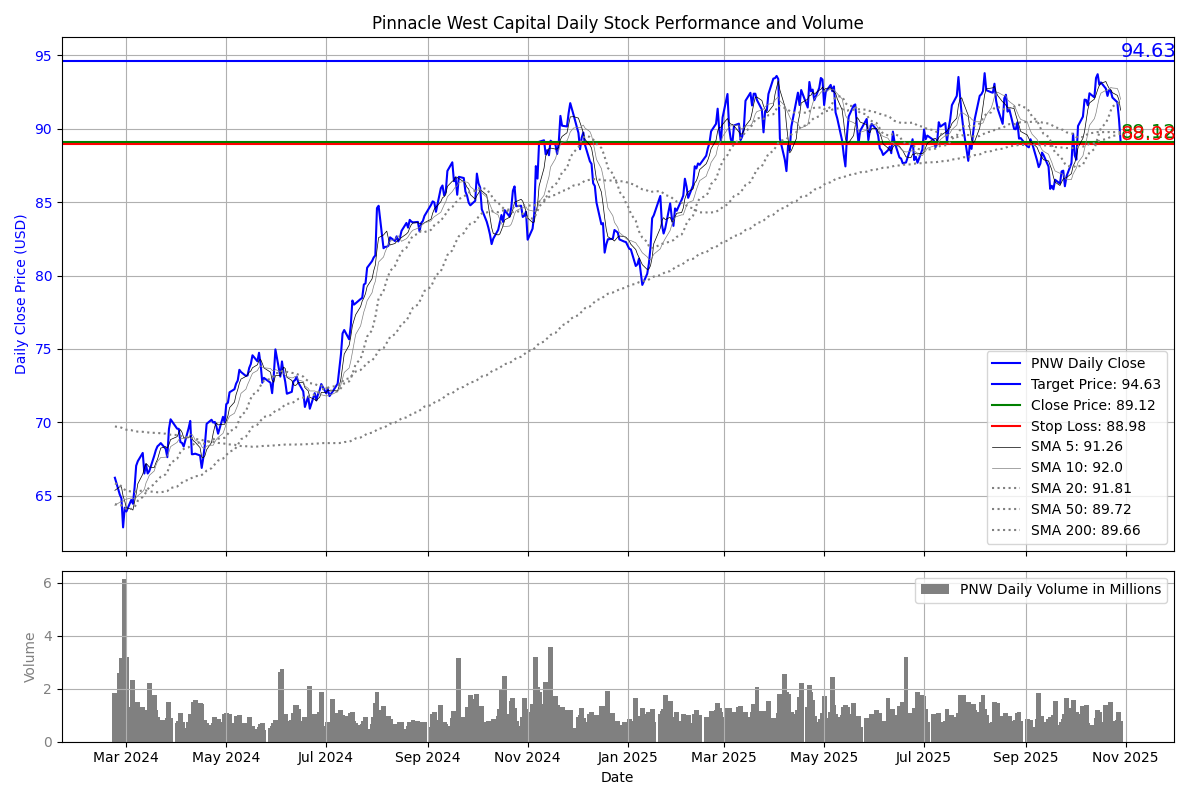 Pinnacle West Capital Daily Stock Performance and Volume
Daily Close Price (USD)
95
90
85
80
75
70
65
94.63
89.12
88.98
PNW Daily Close
Target Price: 94.63
Close Price: 89.12
Stop Loss: 88.98
SMA 5: 91.26
SMA 10: 92.0
SMA 20: 91.81
SMA 50: 89.72
SMA 200: 89.66
Volume
6
4
2
0
PNW Daily Volume in Millions
Mar 2024
May 2024
Jul 2024
Sep 2024
Nov 2024
Jan 2025
Mar 2025
May 2025
Jul 2025
Sep 2025
Nov 2025
Date